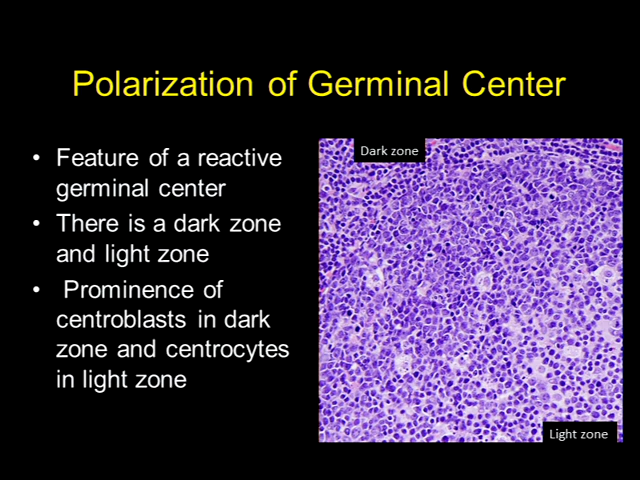 Polarization of Germinal Center
• Feature of a reactive
germinal center
• There is a dark zone
and light zone
• Prominence of
centroblasts in dark
zone and centrocytes
in light zone
Dark zone
Light zone